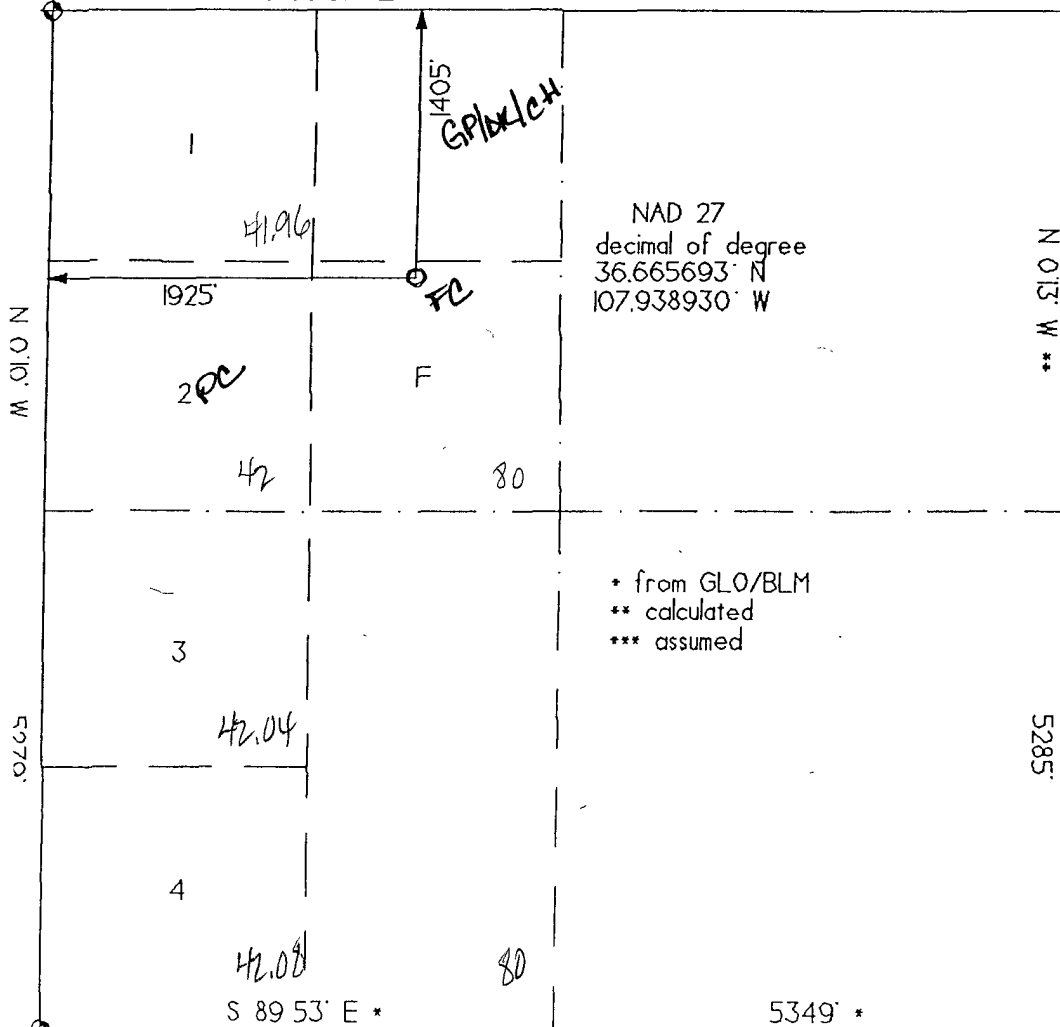 1405'
GP/DK/CH
1
41.96
NAD 27
decimal of degree
36.665693° N
107.938930° W
N 0°13' W **
1925'
FC
N 0°10' W
2 PC
F
42
80
* from GLO/BLM
** calculated
*** assumed
3
42.04
5270'
5285'
4
42.08
80
S 89 53' E *
5349' *